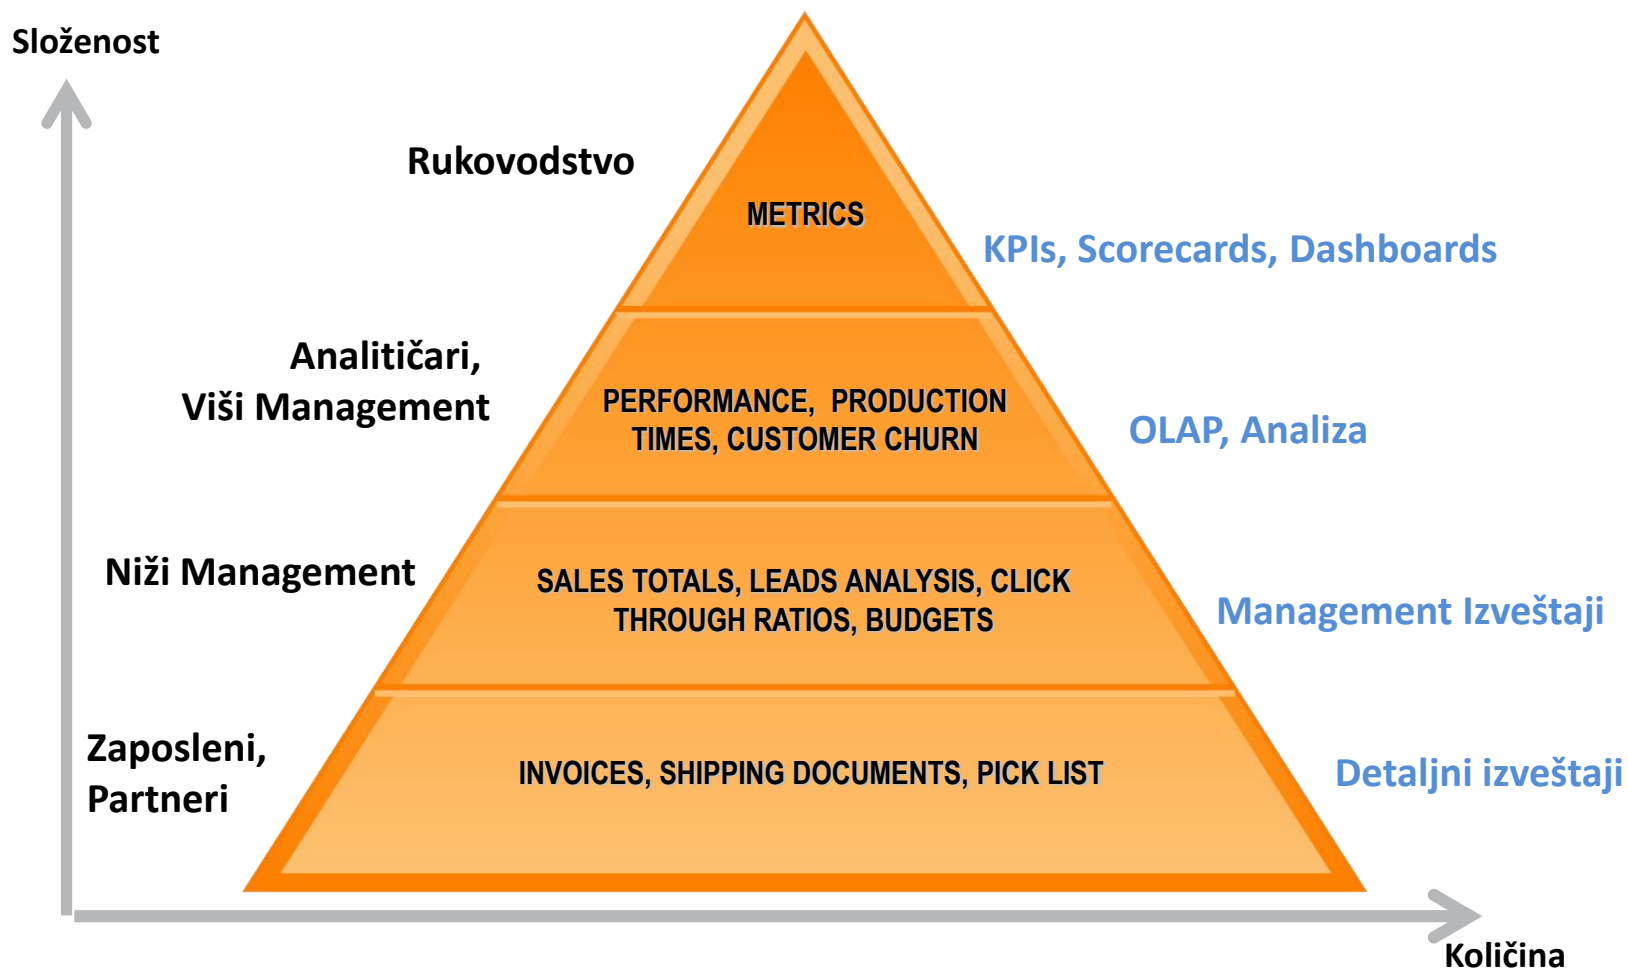 Složenost
Rukovodstvo
METRICS
KPIs, Scorecards, Dashboards
Analitičari,
Viši Management
PERFORMANCE, PRODUCTION
TIMES, CUSTOMER CHURN
OLAP, Analiza
Niži Management
SALES TOTALS, LEADS ANALYSIS, CLICK
THROUGH RATIOS, BUDGETS
Management Izveštaji
Zaposleni,
Partneri
INVOICES, SHIPPING DOCUMENTS, PICK LIST
Detaljni izveštaji
Količina